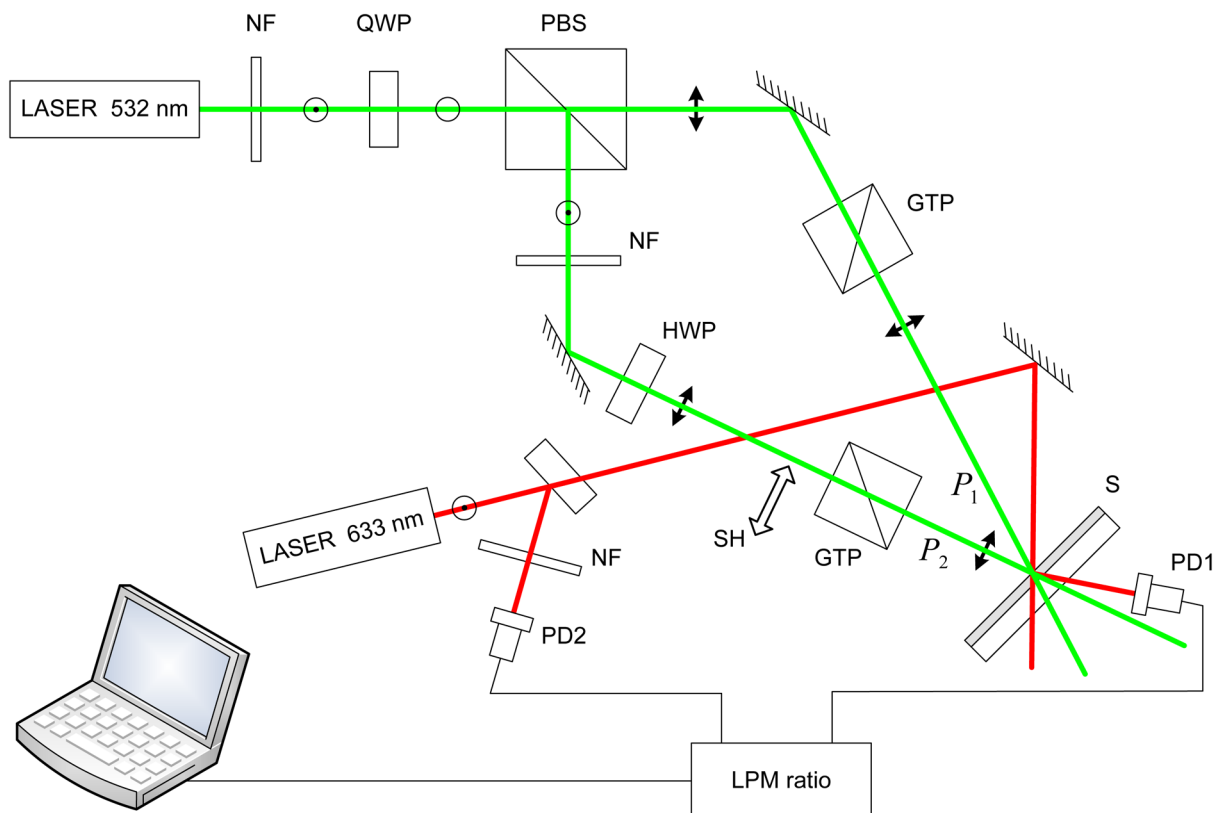 NF
QWP
PBS
LASER 532 nm
GTP
NF
HWP
P1
S
SH
GTP
P2
PD1
LASER 633 nm
NF
PD2
LPM ratio